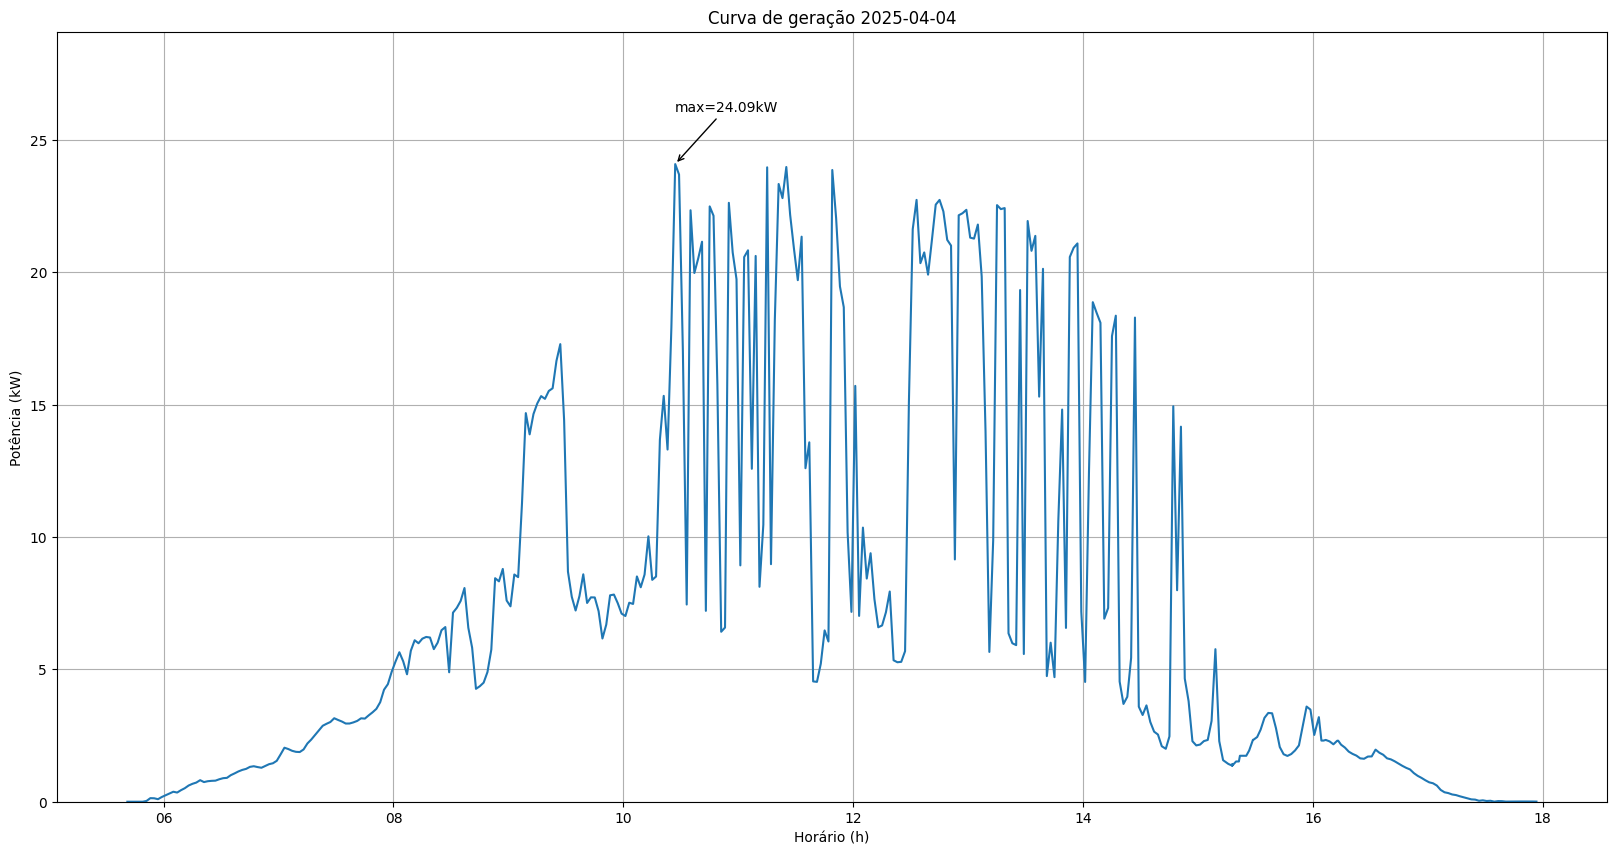 Curva de geração 2025-04-04
max=24.09kW
25
20
15
10
5
0
Potência (kW)
06 08 10 12 14 16 18
Horário (h)